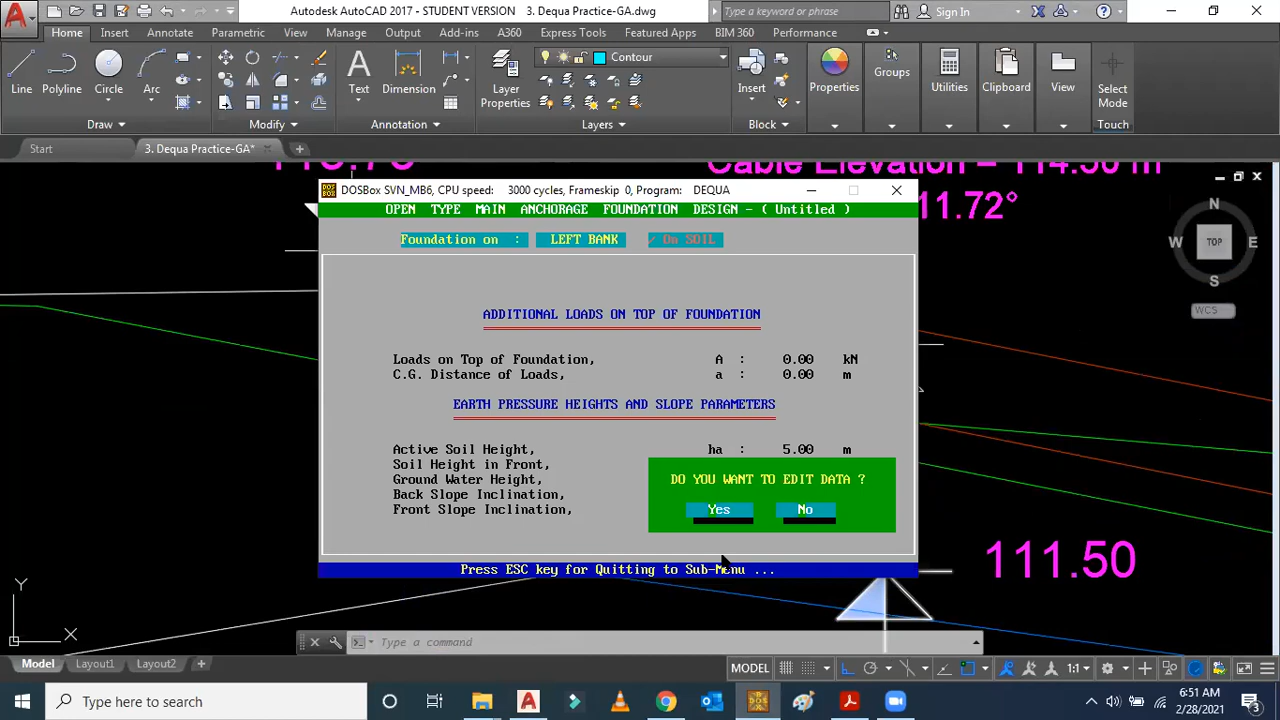 Autodesk AutoCAD 2017 - STUDENT VERSION 3. Dequa Practice-GA.dwg
Type a keyword or phrase
Sign In
Home Insert Annotate Parametric View Manage Output Express Tools A360 Featured Apps BIM 360 Performance
Line Polyline Circle Arc
Text Dimension
Layer Properties
Contour
Insert
Properties
Groups
Utilities
Clipboard
View
Select Mode
Draw Modify Annotation Layers Block Touch
Start 3. Dequa Practice-GA*
Cable Elevation = 114.50 m
11.72°
N
W TOP E
S
WCS
DOSBox SVN_MB6, CPU speed: 3000 cycles, Frameskip 0, Program: DEQUA
OPEN TYPE MAIN ANCHORAGE FOUNDATION DESIGN - ( Untitled )
Foundation on : LEFT BANK ✓ On SOIL
ADDITIONAL LOADS ON TOP OF FOUNDATION
Loads on Top of Foundation, A : 0.00 kN
C.G. Distance of Loads, a : 0.00 m
EARTH PRESSURE HEIGHTS AND SLOPE PARAMETERS
Active Soil Height, ha : 5.00 m
Soil Height in Front,
Ground Water Height,
Back Slope Inclination,
Front Slope Inclination,
DO YOU WANT TO EDIT DATA ?
Yes No
Press ESC key for Quitting to Sub-Menu ...
111.50
Y
X
Type a command
Model Layout1 Layout2 +
MODEL 1:1
Type here to search
6:51 AM
2/28/2021
3